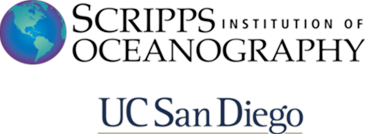 SCRIPPS INSTITUTION OF
OCEANOGRAPHY
UC San Diego